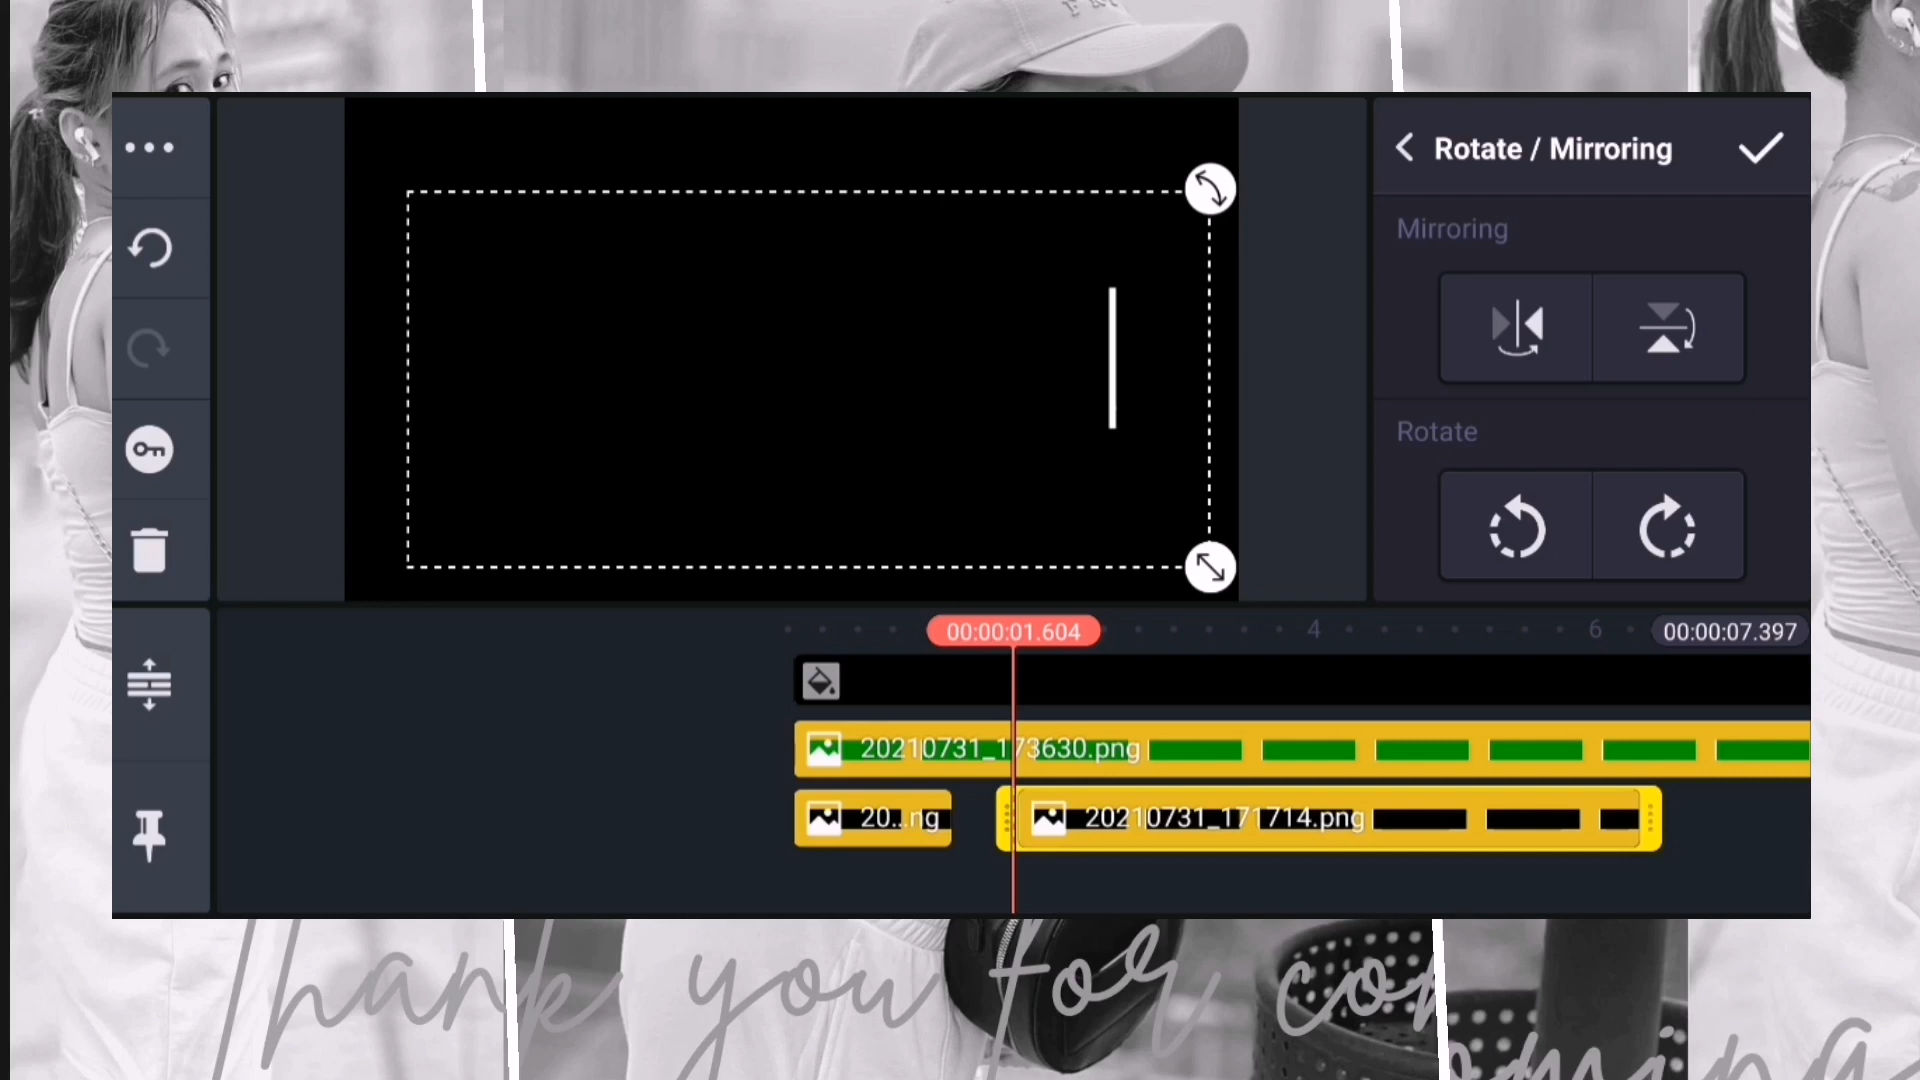 Rotate / Mirroring
Mirroring
Rotate
00:00:01.604
4
6
00:00:07.397
20210731_173630.png
20...ng
20210731_171714.png
Thank you for coming